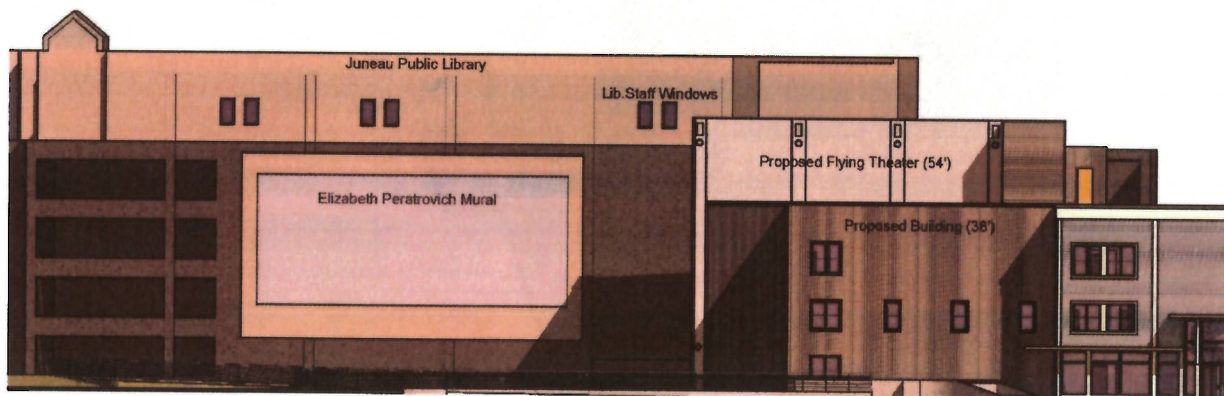 Juneau Public Library
Lib.Staff Windows
Proposed Flying Theater (54')
Elizabeth Peratrovich Mural
Proposed Building (38')